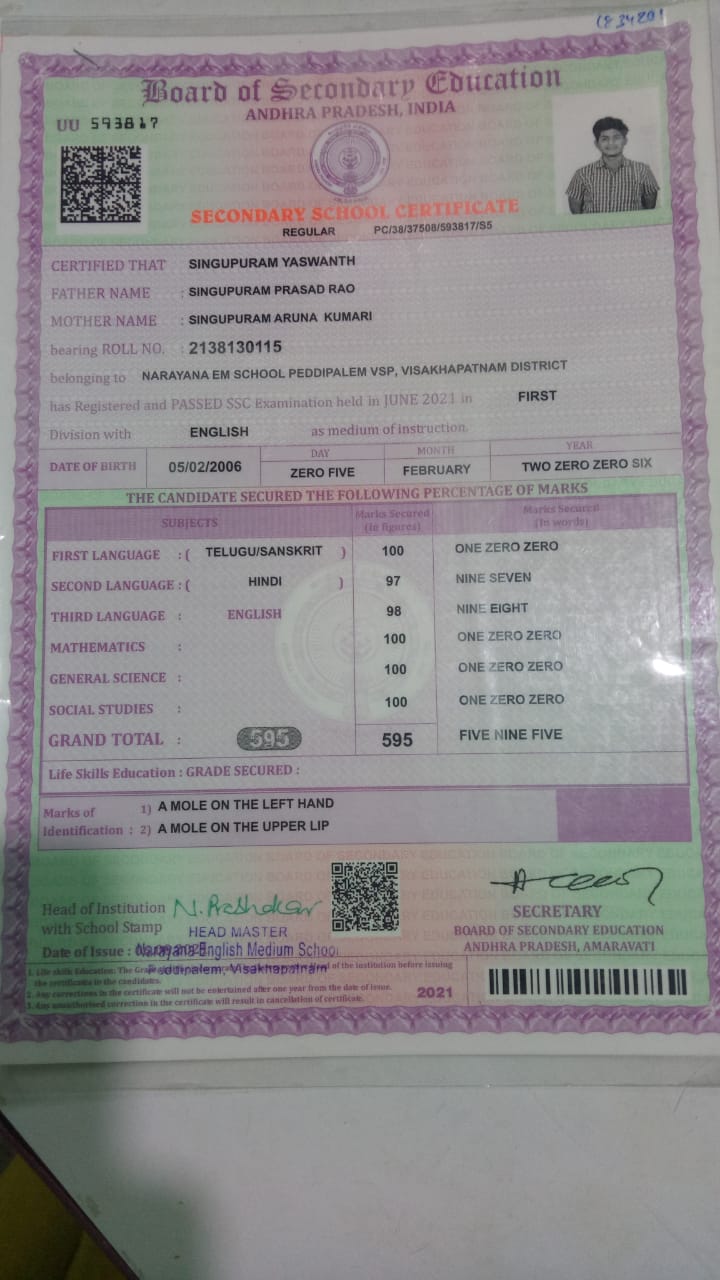 Board of Secondary Education
ANDHRA PRADESH, INDIA
UU 593817
SECONDARY SCHOOL CERTIFICATE
REGULAR PC/38/37508/593817/S5
CERTIFIED THAT SINGUPURAM YASWANTH
FATHER NAME : SINGUPURAM PRASAD RAO
MOTHER NAME : SINGUPURAM ARUNA KUMARI
bearing ROLL NO. : 2138130115
belonging to NARAYANA EM SCHOOL PEDDIPALEM VSP, VISAKHAPATNAM DISTRICT
has Registered and PASSED SSC Examination held in JUNE 2021 in FIRST
Division with ENGLISH as medium of instruction.
DATE OF BIRTH 05/02/2006 DAY MONTH YEAR
ZERO FIVE FEBRUARY TWO ZERO ZERO SIX
THE CANDIDATE SECURED THE FOLLOWING PERCENTAGE OF MARKS
SUBJECTS Marks Secured (In figures) Marks Secured (In words)
FIRST LANGUAGE : ( TELUGU/SANSKRIT ) 100 ONE ZERO ZERO
SECOND LANGUAGE : ( HINDI ) 97 NINE SEVEN
THIRD LANGUAGE : ENGLISH 98 NINE EIGHT
MATHEMATICS : 100 ONE ZERO ZERO
GENERAL SCIENCE : 100 ONE ZERO ZERO
SOCIAL STUDIES : 100 ONE ZERO ZERO
GRAND TOTAL : 595 595 FIVE NINE FIVE
Life Skills Education : GRADE SECURED :
Marks of 1) A MOLE ON THE LEFT HAND
Identification : 2) A MOLE ON THE UPPER LIP
Head of Institution N. Prabhakar
with School Stamp HEAD MASTER
Date of Issue : Narayana English Medium School
Visakhapatnam
SECRETARY
BOARD OF SECONDARY EDUCATION
ANDHRA PRADESH, AMARAVATI
1. Life skills Education: The of the institution before issuing
the certificates to the candidates.
2. Any corrections in the certificate will not be entertained after one year from the date of issue.
3. Any unauthorised correction in the certificate will result in cancellation of certificate.
2021